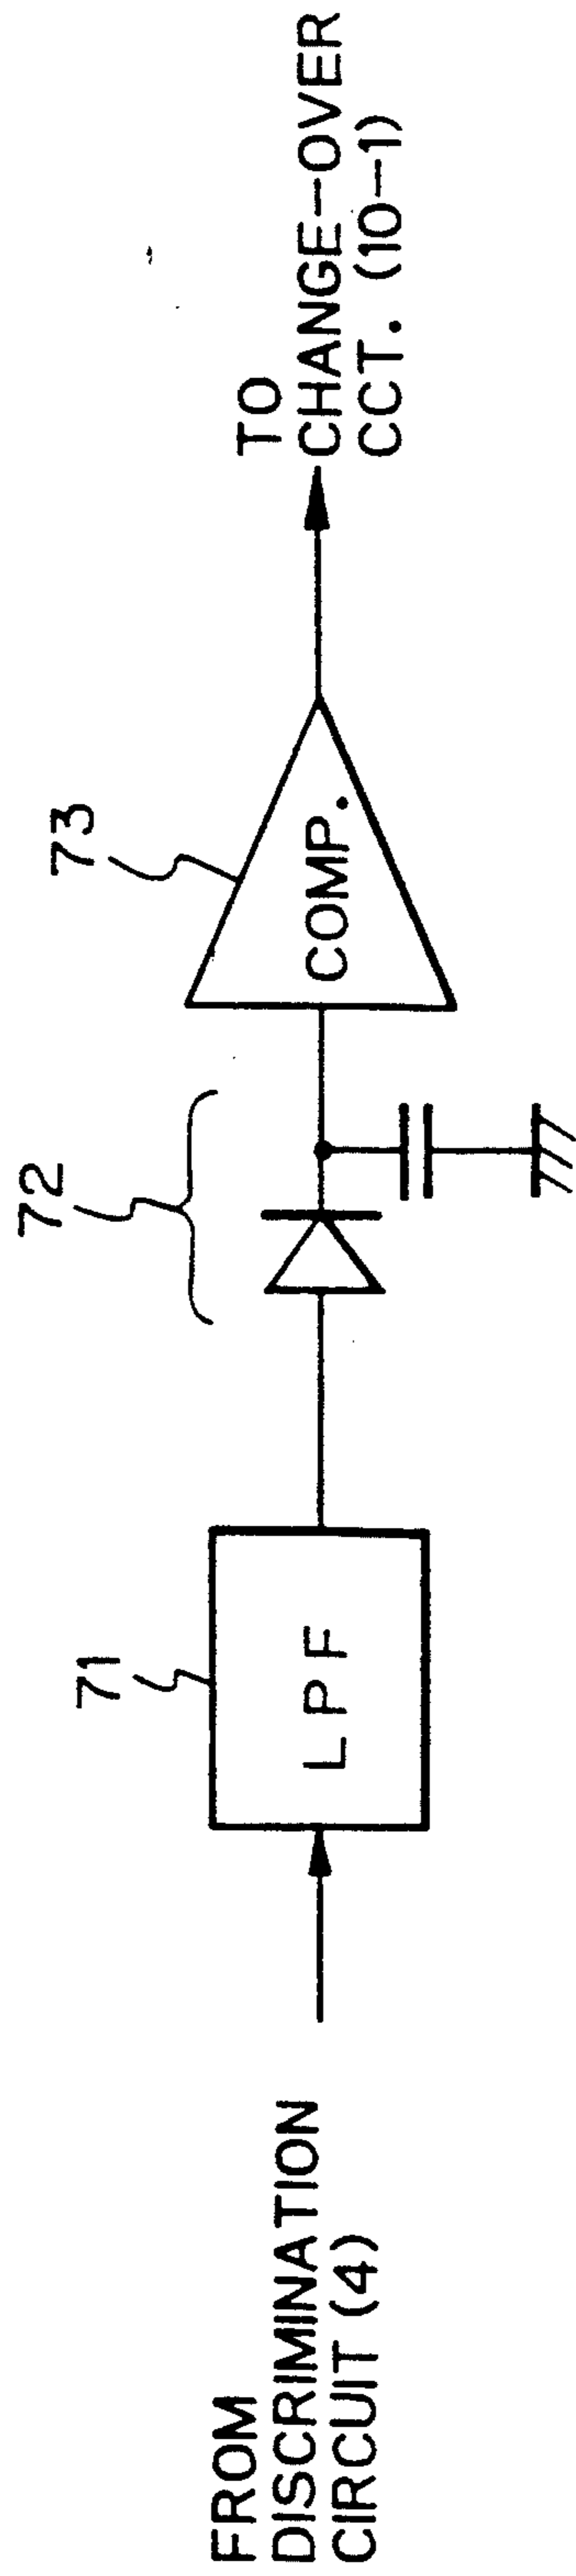 FROM
DISCRIMINATION
CIRCUIT (4)
71
LPF
72
73
COMP.
TO
CHANGE-OVER
CCT. (10-1)